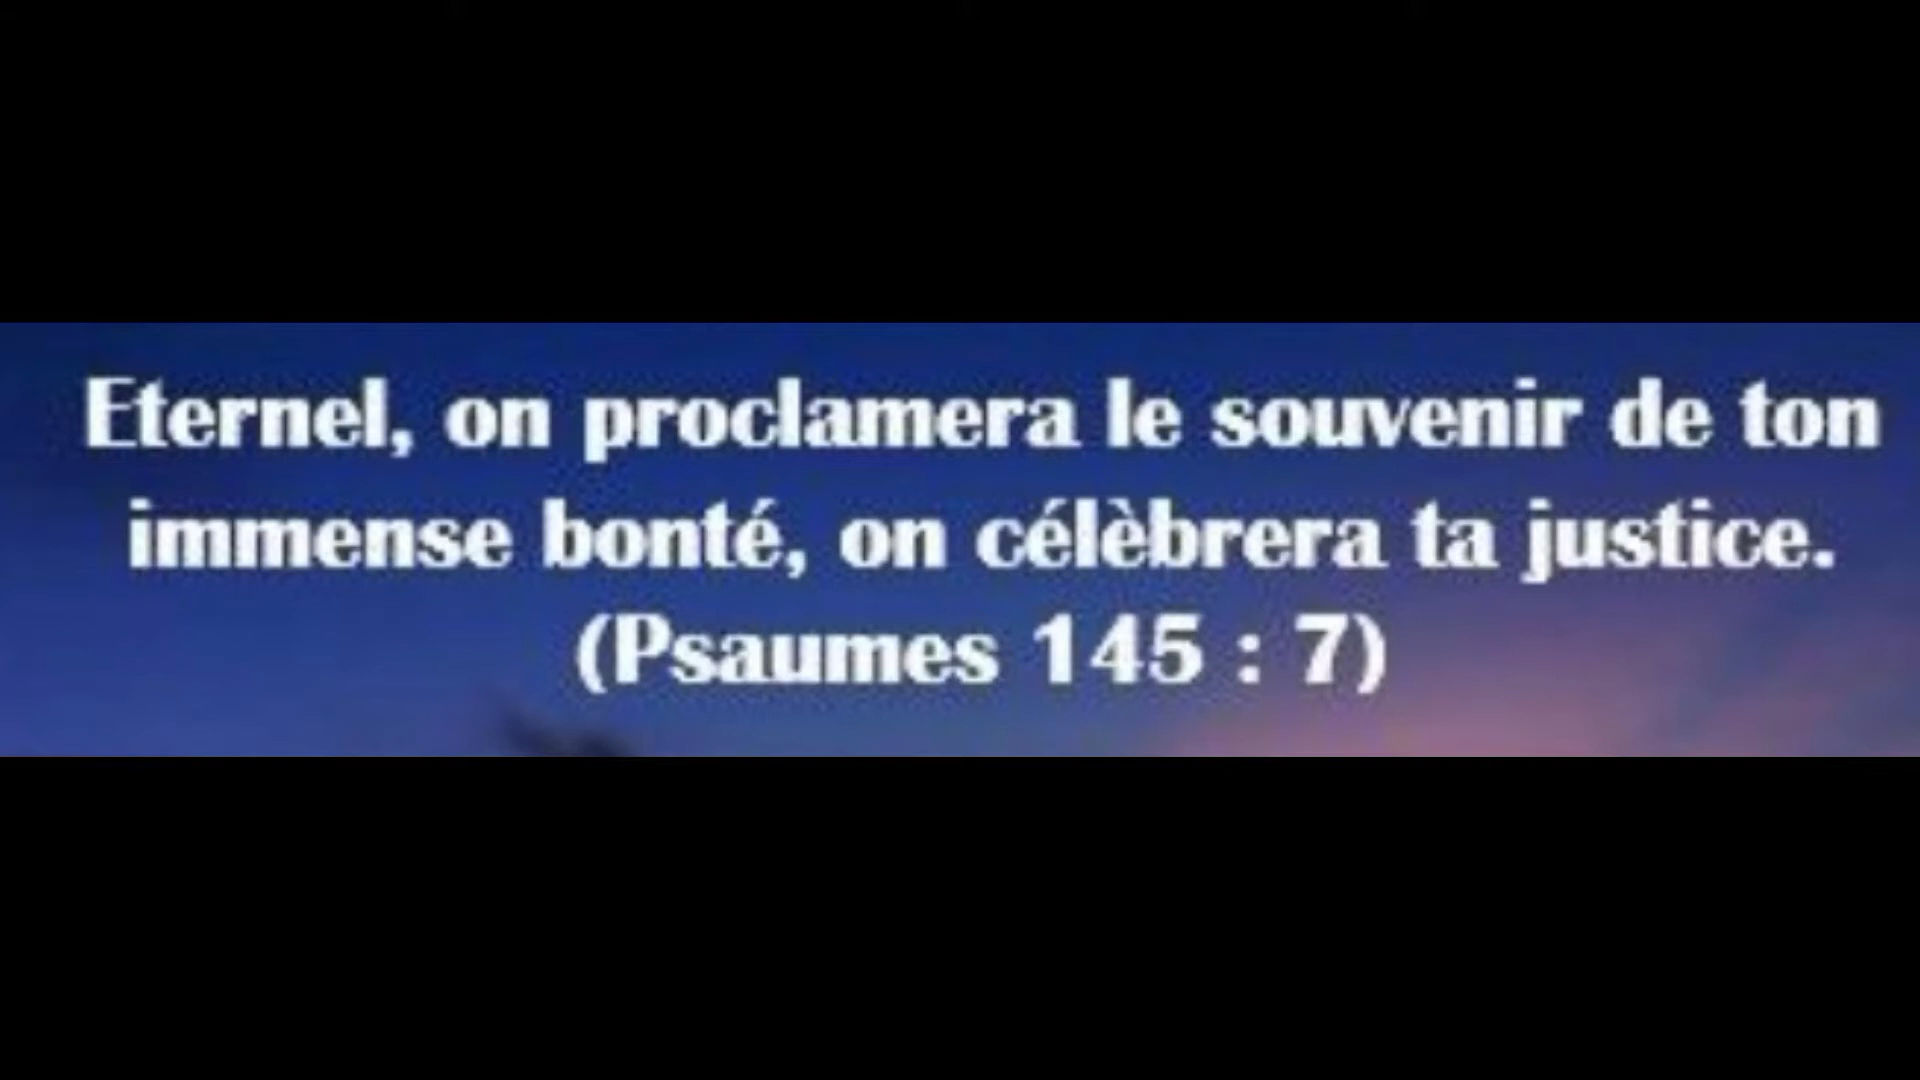 Eternel, on proclamera le souvenir de ton
immense bonté, on célèbrera ta justice.
(Psaumes 145 : 7)